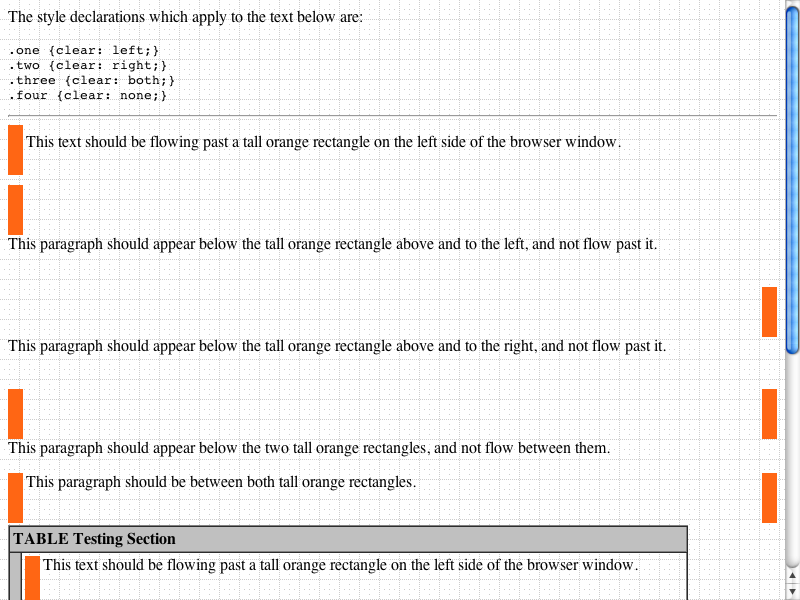 The style declarations which apply to the text below are:
.one {clear: left;}
.two {clear: right;}
.three {clear: both;}
.four {clear: none;}
This text should be flowing past a tall orange rectangle on the left side of the browser window.
This paragraph should appear below the tall orange rectangle above and to the left, and not flow past it.
This paragraph should appear below the tall orange rectangle above and to the right, and not flow past it.
This paragraph should appear below the two tall orange rectangles, and not flow between them.
This paragraph should be between both tall orange rectangles.
TABLE Testing Section
This text should be flowing past a tall orange rectangle on the left side of the browser window.